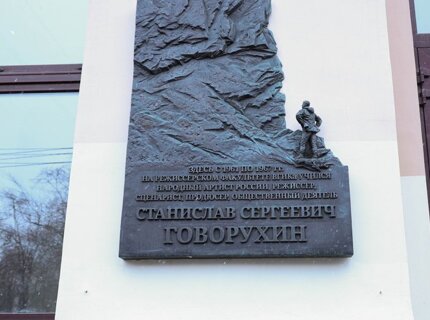 ЗДЕСЬ С 1961 ПО 1967 ГГ.
НА РЕЖИССЕРСКОМ ФАКУЛЬТЕТЕ ВГИКа УЧИЛСЯ
НАРОДНЫЙ АРТИСТ РОССИИ, РЕЖИССЕР,
СЦЕНАРИСТ, ПРОДЮСЕР, ОБЩЕСТВЕННЫЙ ДЕЯТЕЛЬ
СТАНИСЛАВ СЕРГЕЕВИЧ
ГОВОРУХИН